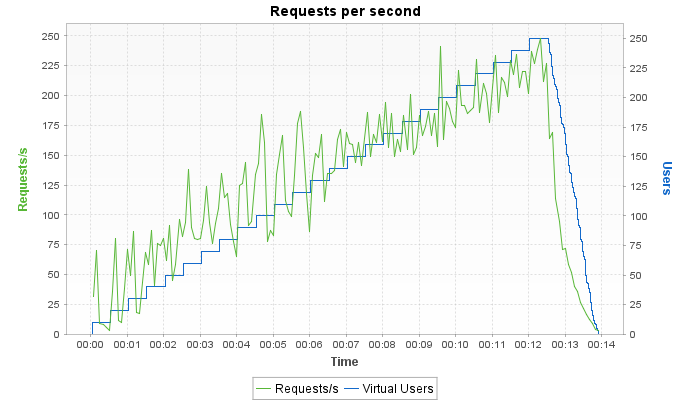 Requests per second
250 250
225 225
200 200
175 175
150 150
125 125
100 100
75 75
50 50
25 25
0 0
Requests/s
Users
00:00 00:01 00:02 00:03 00:04 00:05 00:06 00:07 00:08 00:09 00:10 00:11 00:12 00:13 00:14
Time
Requests/s Virtual Users